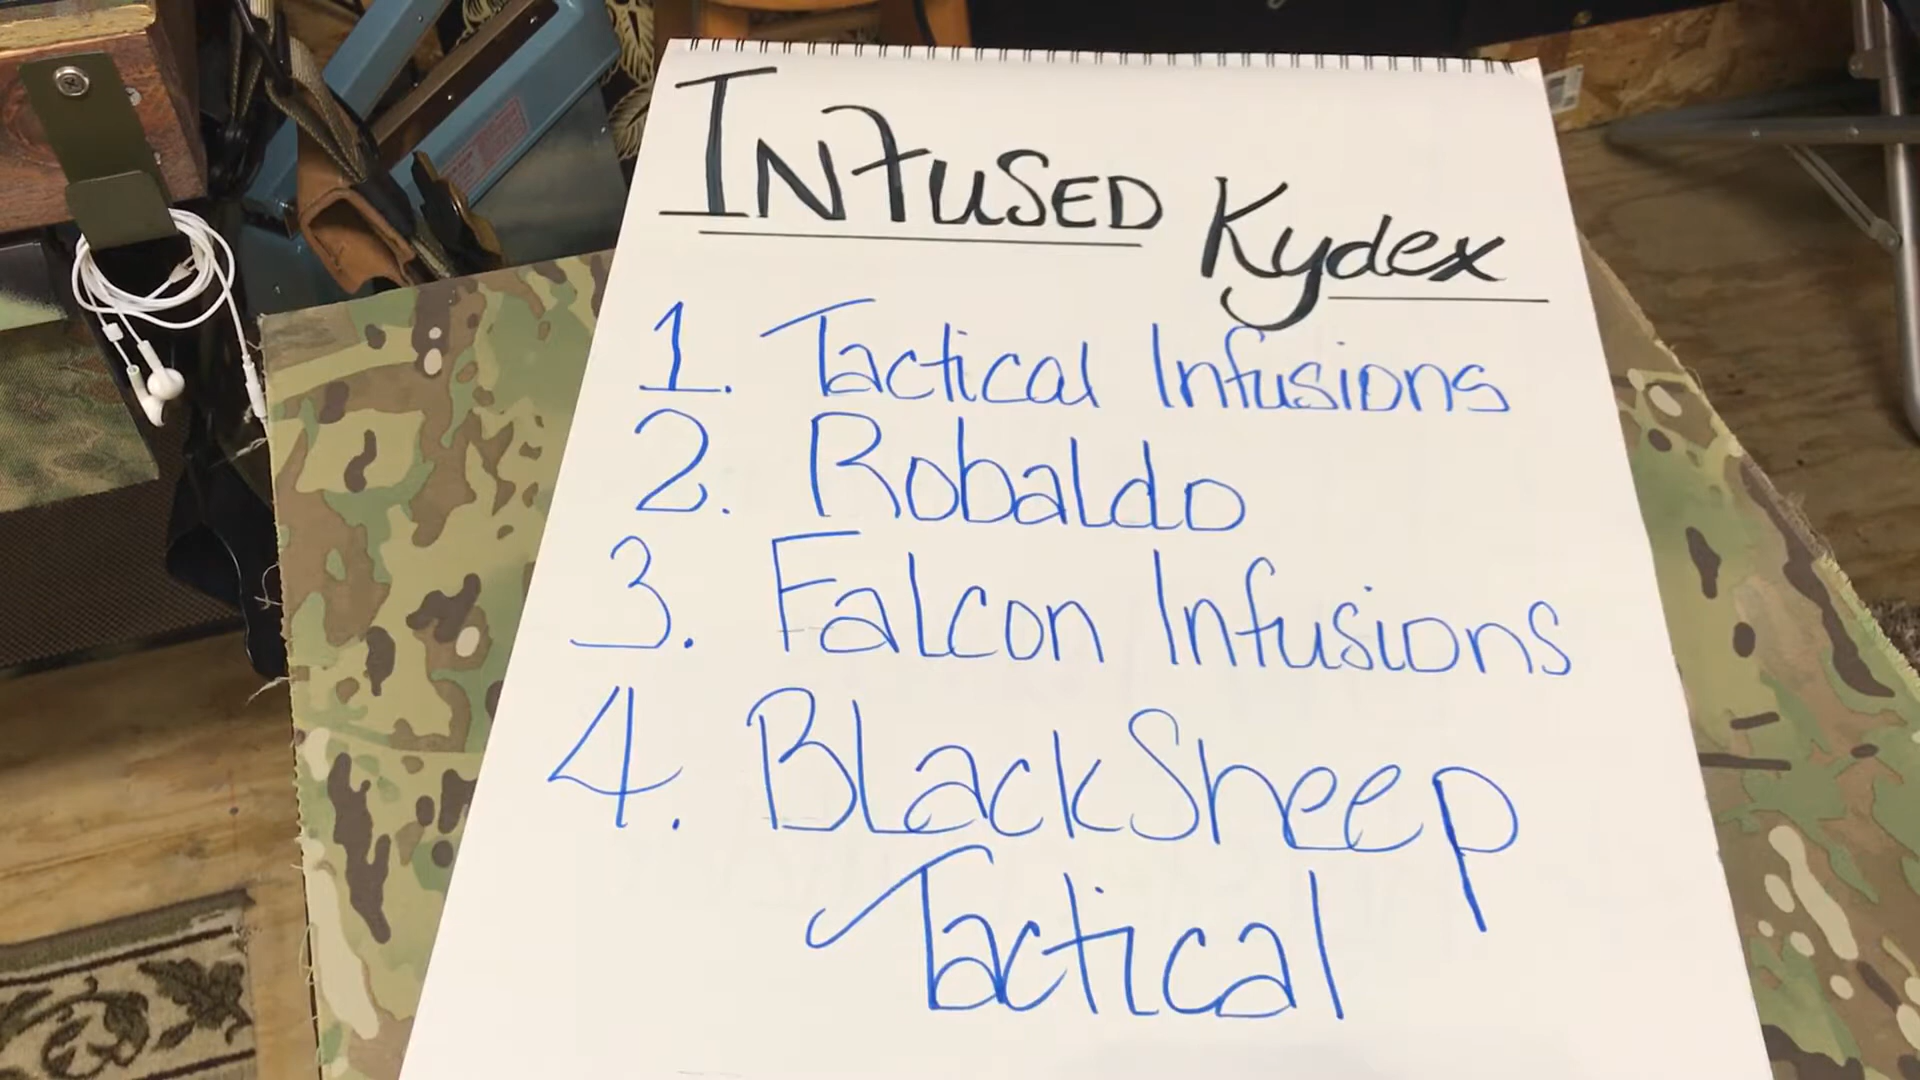 INfUSED Kydex
1. Tactical Infusions
2. Robaldo
3. Falcon Infusions
4. BlackSheep
Tactical